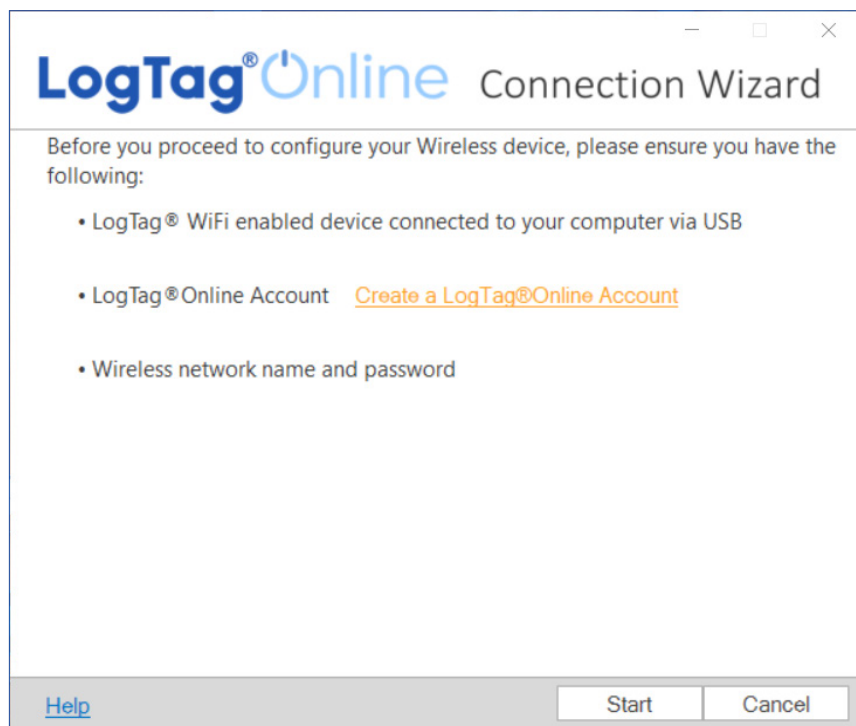 LogTag®Online Connection Wizard
Before you proceed to configure your Wireless device, please ensure you have the
following:
• LogTag® WiFi enabled device connected to your computer via USB
• LogTag®Online Account Create a LogTag®Online Account
• Wireless network name and password
Help Start Cancel